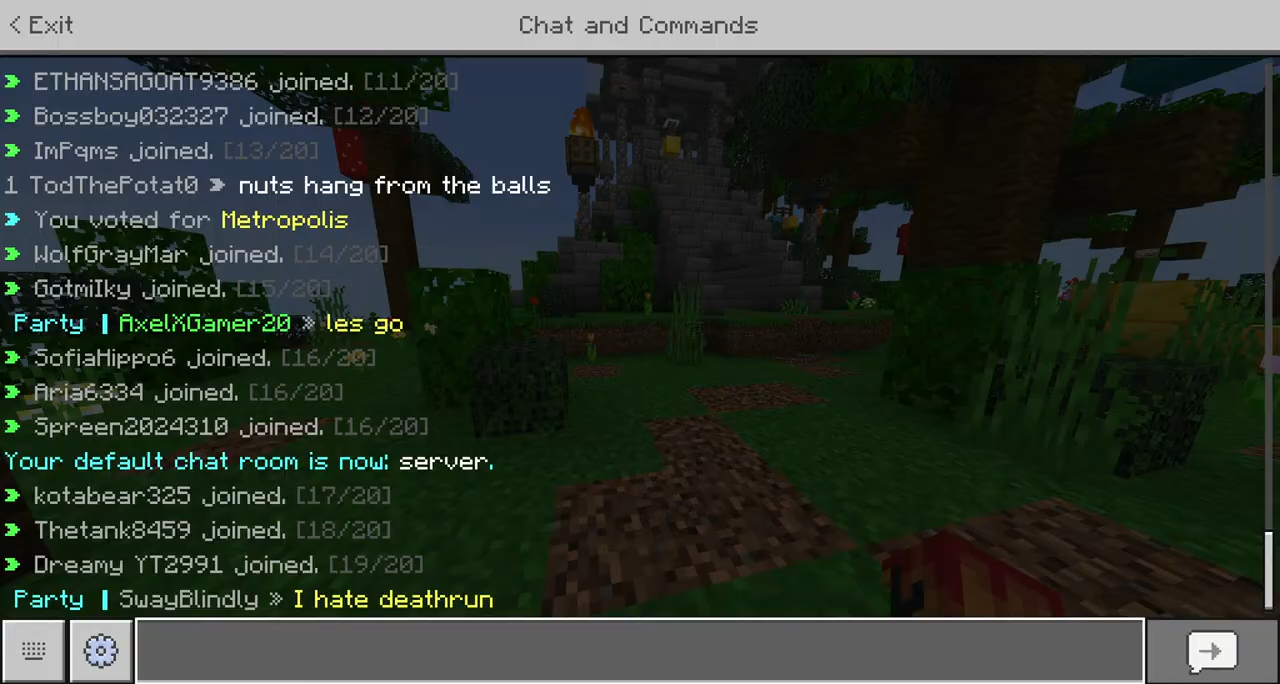 < Exit
Chat and Commands
ETHANSAGOAT9386 joined. [11/20]
Bossboy032327 joined. [12/20]
ImPqms joined. [13/20]
1 TodThePotat0 » nuts hang from the balls
You voted for Metropolis
WolfGrayMar joined. [14/20]
GotmiIky joined. [15/20]
Party | AxelXGamer20 » les go
SofiaHippo6 joined. [16/20]
Aria6334 joined. [16/20]
Spreen2024310 joined. [16/20]
Your default chat room is now: server.
kotabear325 joined. [17/20]
Thetank8459 joined. [18/20]
Dreamy YT2991 joined. [19/20]
Party | SwayBlindly » I hate deathrun